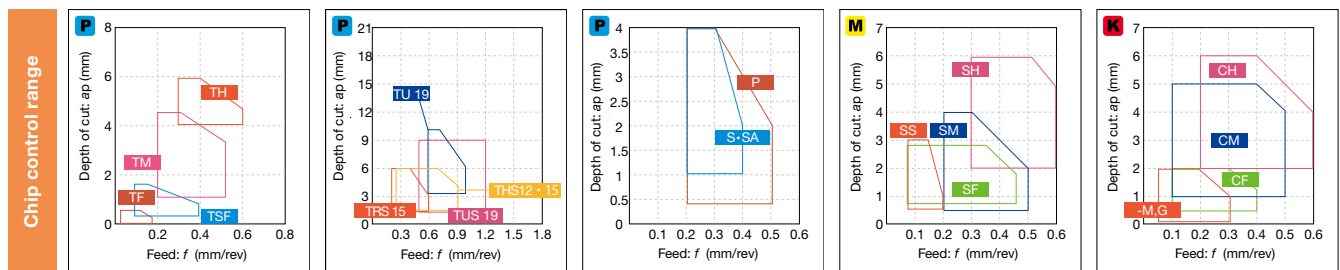 Chip control range
P
Depth of cut: ap (mm)
8
6
4
2
0
TH
TM
TF
TSF
0.2 0.4 0.6 0.8
Feed: f (mm/rev)
P
Depth of cut: ap (mm)
21
18
15
12
9
6
3
0
TU 19
THS12・15
TRS 15
TUS 19
0.3 0.6 0.9 1.2 1.5 1.8
Feed: f (mm/rev)
P
Depth of cut: ap (mm)
4
3.5
3
2.5
2
1.5
1
0.5
0
P
S・SA
0.1 0.2 0.3 0.4 0.5 0.6
Feed: f (mm/rev)
M
Depth of cut: ap (mm)
7
6
5
4
3
2
1
0
SH
SS
SM
SF
0.1 0.2 0.3 0.4 0.5 0.6
Feed: f (mm/rev)
K
Depth of cut: ap (mm)
7
6
5
4
3
2
1
0
CH
CM
CF
-M,G
0.1 0.2 0.3 0.4 0.5 0.6
Feed: f (mm/rev)